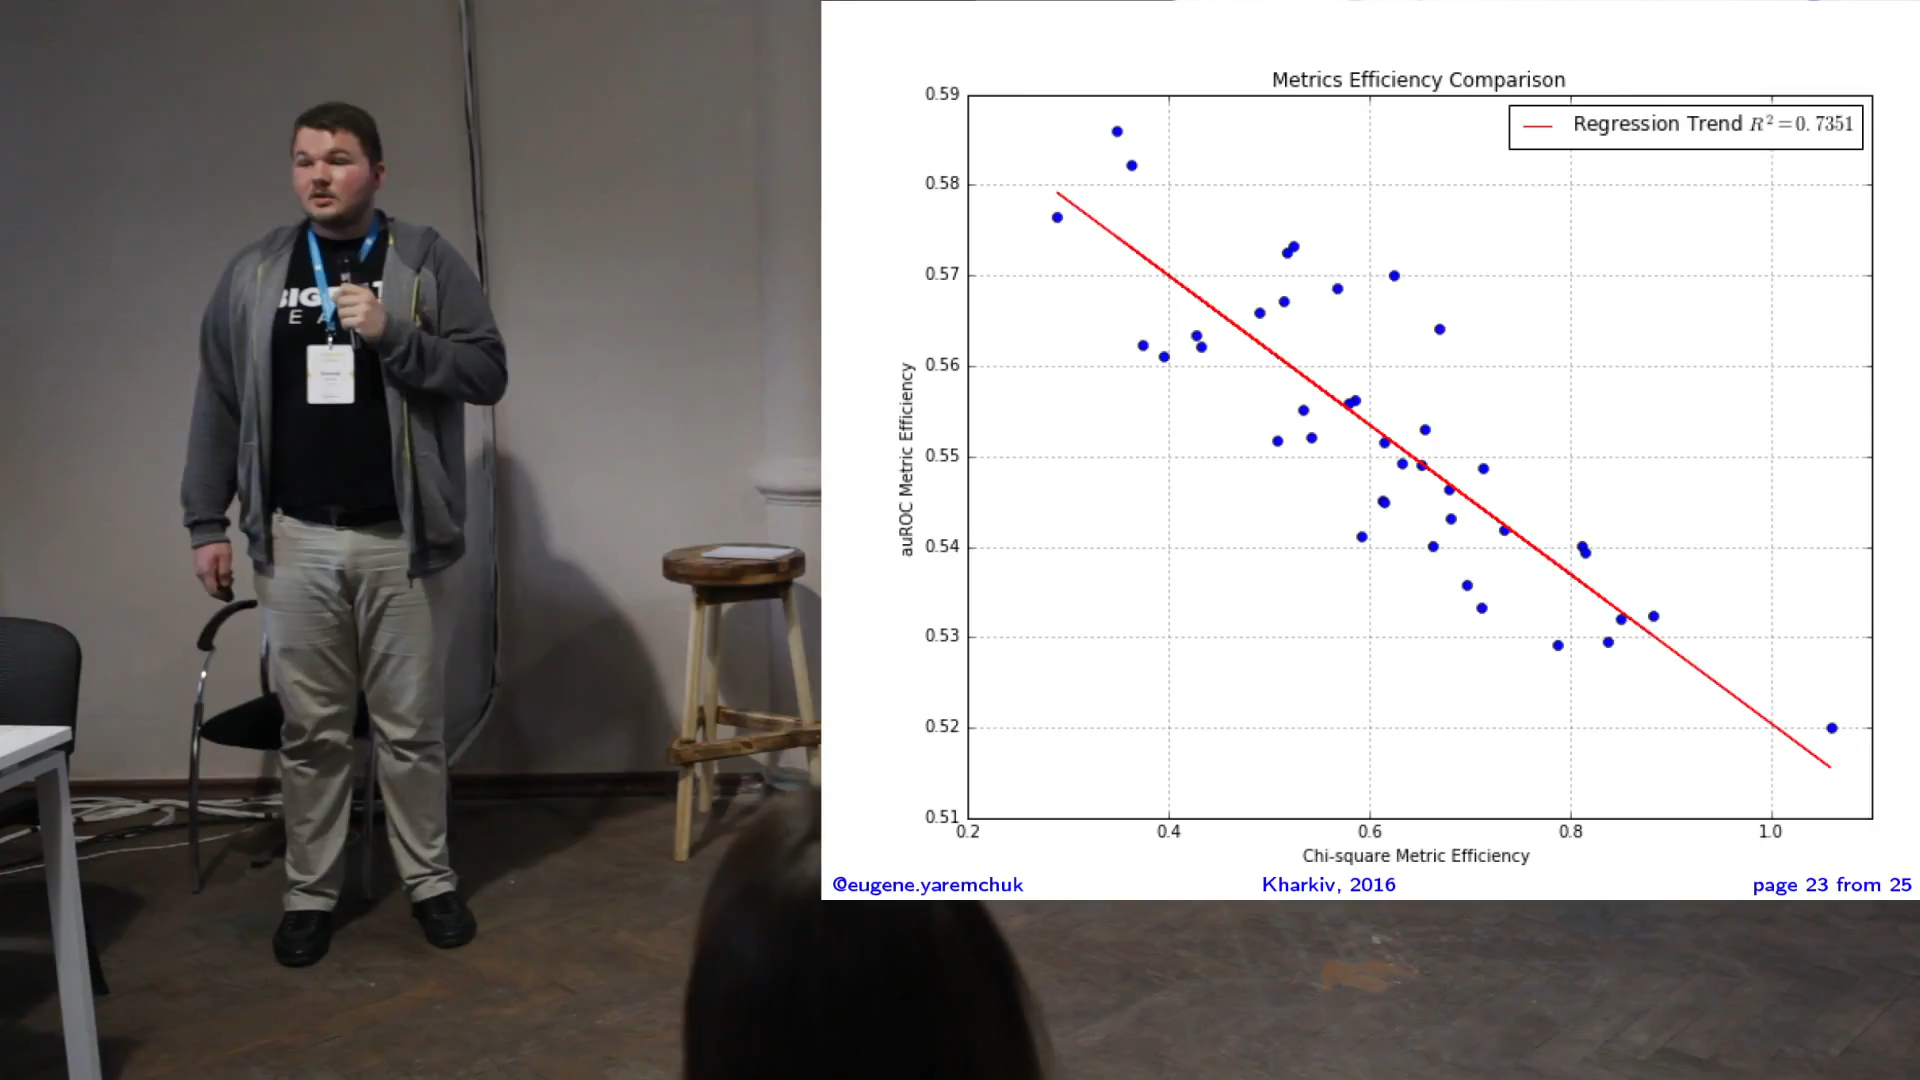 Metrics Efficiency Comparison
Regression Trend R² = 0.7351
0.59
0.58
0.57
0.56
0.55
0.54
0.53
0.52
0.51
auROC Metric Efficiency
0.2 0.4 0.6 0.8 1.0
Chi-square Metric Efficiency
©eugene.yaremchuk Kharkiv, 2016 page 23 from 25